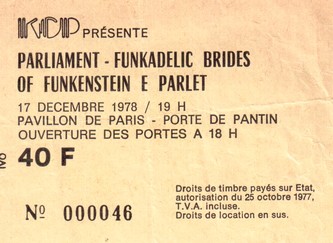 KCP PRÉSENTE
PARLIAMENT - FUNKADELIC BRIDES
OF FUNKENSTEIN E PARLET
17 DECEMBRE 1978 / 19 H
PAVILLON DE PARIS - PORTE DE PANTIN
OUVERTURE DES PORTES A 18 H
40 F
Droits de timbre payés sur Etat,
autorisation du 25 octobre 1977,
T.V.A. incluse.
Droits de location en sus.
Nº 000046